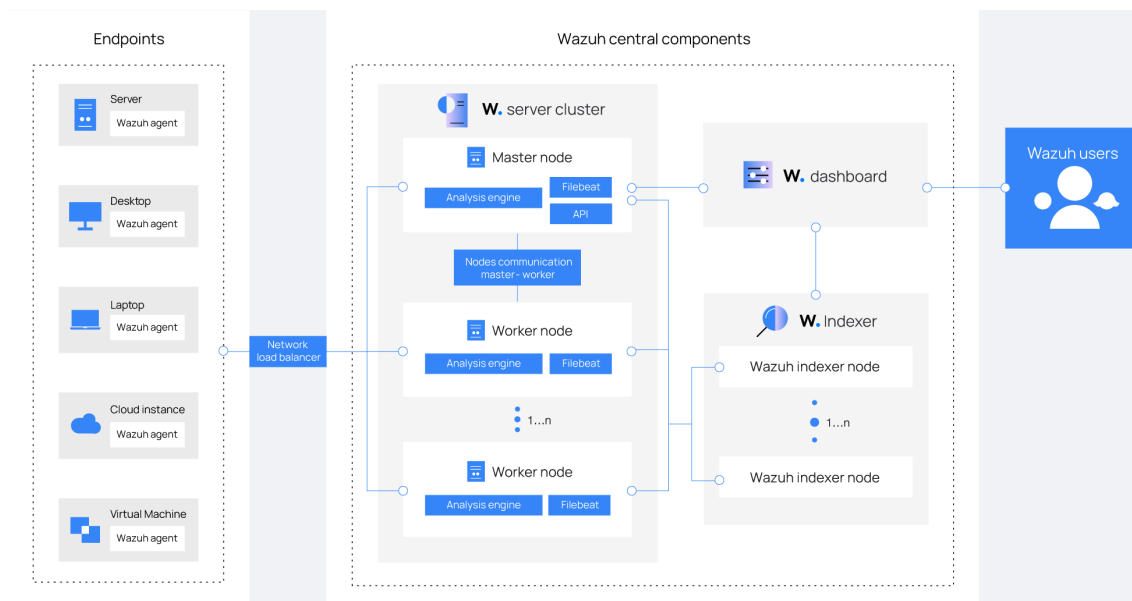 Endpoints
Server
Wazuh agent
Desktop
Wazuh agent
Laptop
Wazuh agent
Cloud instance
Wazuh agent
Virtual Machine
Wazuh agent
Network
load balancer
Wazuh central components
W. server cluster
Master node
Analysis engine
Filebeat
API
Nodes communication
master- worker
Worker node
Analysis engine
Filebeat
1...n
Worker node
Analysis engine
Filebeat
W. dashboard
W. Indexer
Wazuh indexer node
1...n
Wazuh indexer node
Wazuh users